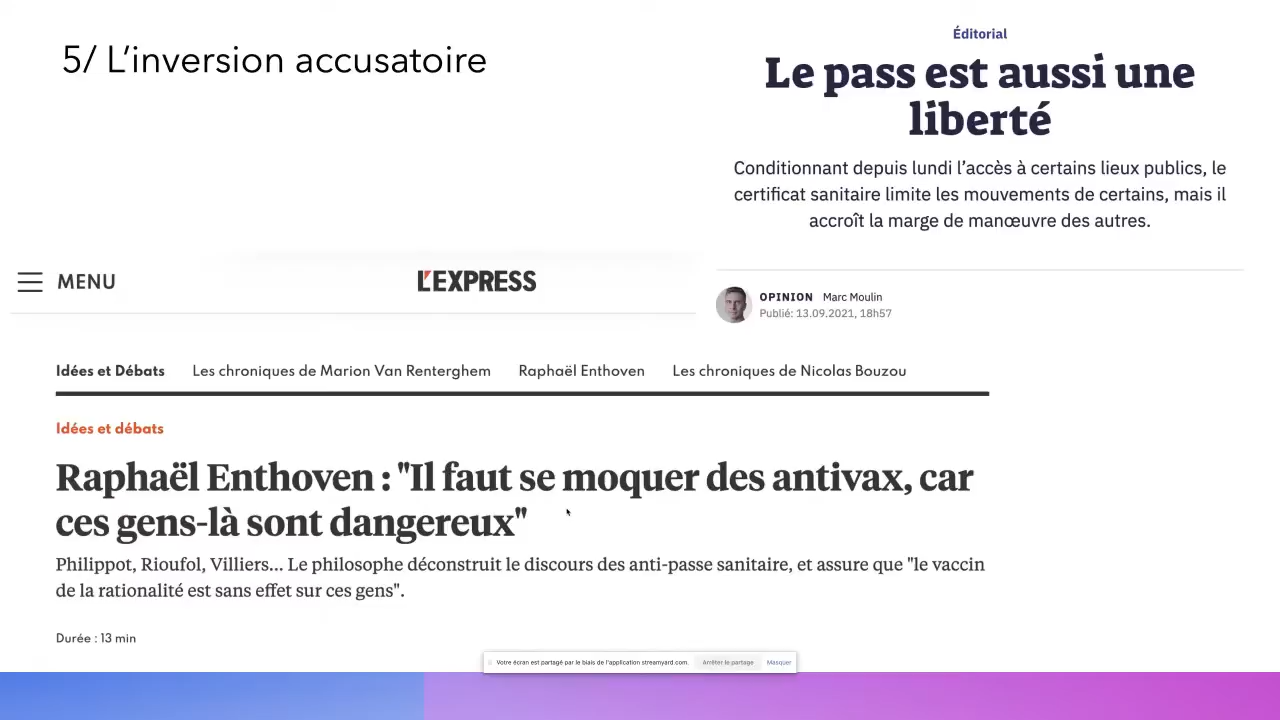 5/ L’inversion accusatoire
Éditorial
Le pass est aussi une
liberté
Conditionnant depuis lundi l’accès à certains lieux publics, le
certificat sanitaire limite les mouvements de certains, mais il
accroît la marge de manœuvre des autres.
OPINION Marc Moulin
Publié: 13.09.2021, 18h57
MENU
L'EXPRESS
Idées et Débats Les chroniques de Marion Van Renterghem Raphaël Enthoven Les chroniques de Nicolas Bouzou
Idées et débats
Raphaël Enthoven : "Il faut se moquer des antivax, car
ces gens-là sont dangereux"
Philippot, Rioufol, Villiers... Le philosophe déconstruit le discours des anti-passe sanitaire, et assure que "le vaccin
de la rationalité est sans effet sur ces gens".
Durée : 13 min
Votre écran est partagé par le biais de l'application streamyard.com. Arrêter le partage Masquer